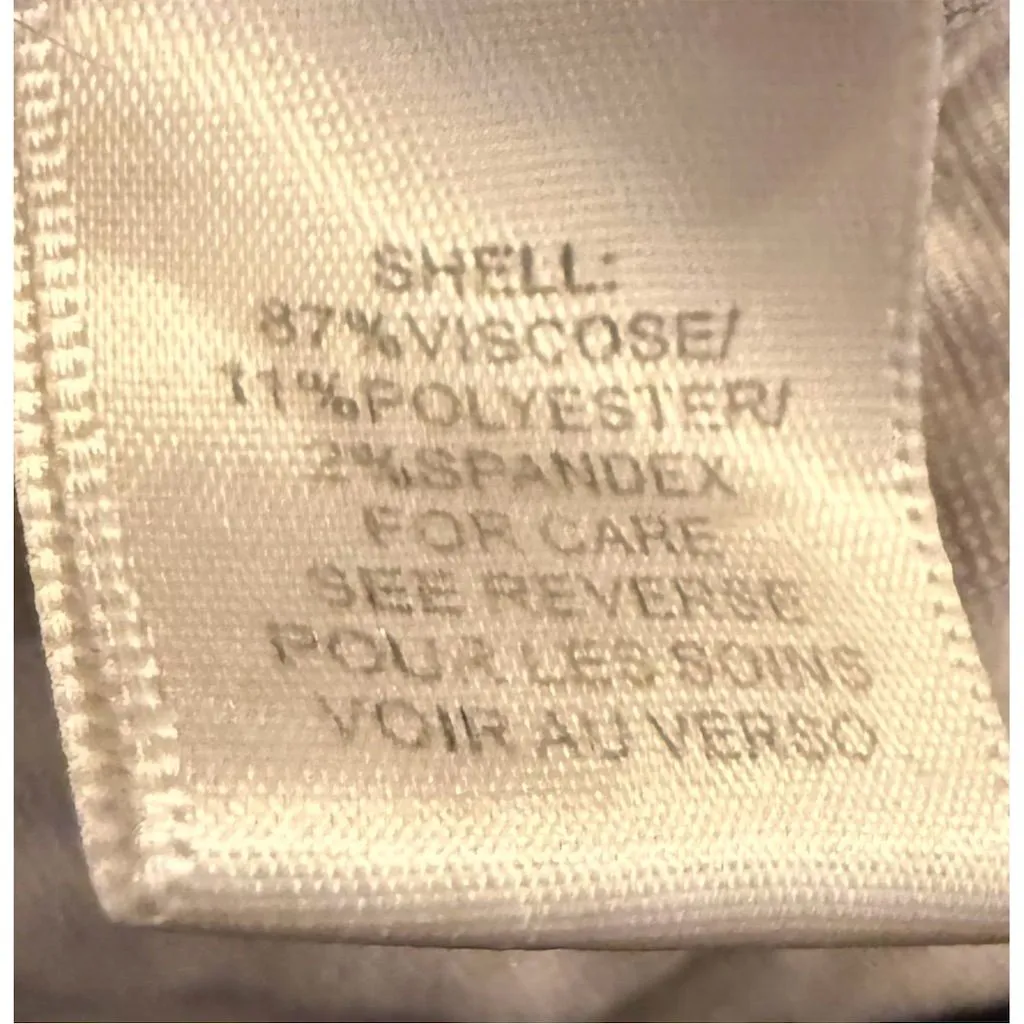 SHELL:
87%VISCOSE/
11%POLYESTER/
2%SPANDEX
FOR CARE
SEE REVERSE
POUR LES SOINS
VOIR AU VERSO